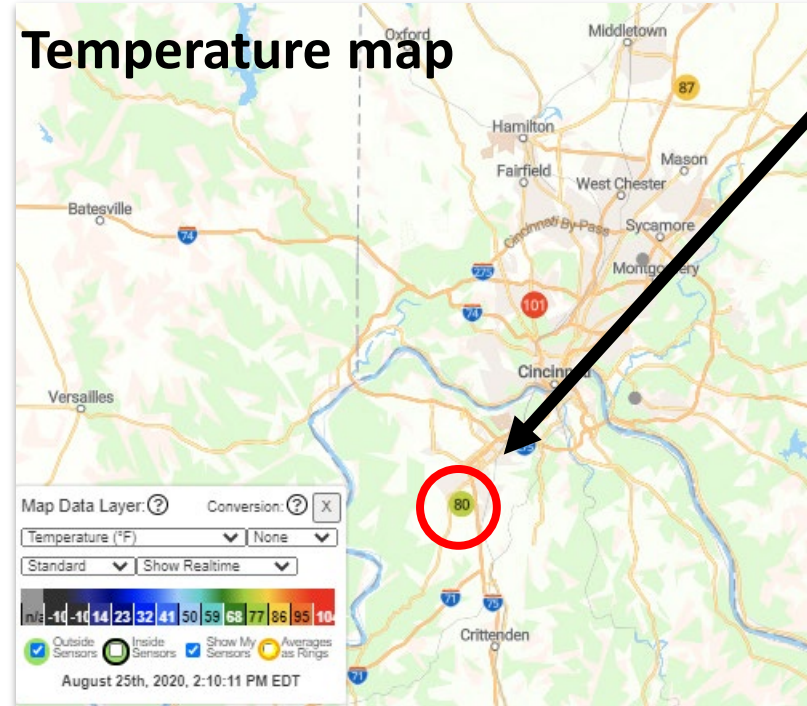 Temperature map
Oxford
Middletown
87
Hamilton
Mason
Fairfield
West Chester
Batesville
74
Cincinnati By-Pass
Sycamore
275
Montgomery
101
74
Cincinnati
Versailles
80
Map Data Layer: ? Conversion: ? X
Temperature (°F) None
Standard Show Realtime
n/a -10 14 23 32 41 50 59 68 77 86 95
71
75
Outside Sensors Inside Sensors Show My Sensors Averages as Rings
Crittenden
August 25th, 2020, 2:10:11 PM EDT
71